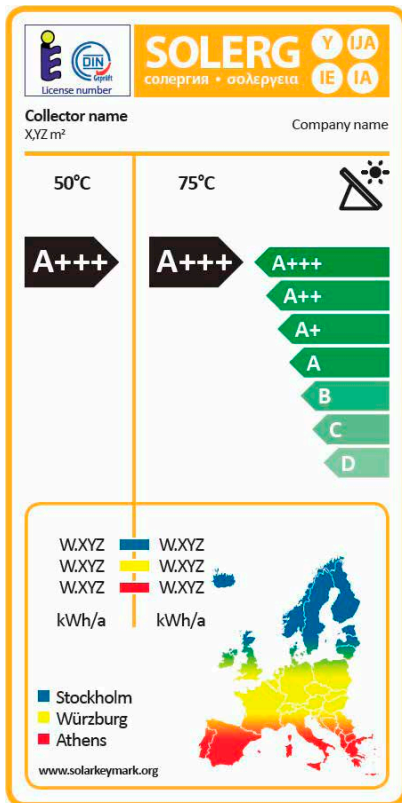 DIN
Geprüft
License number
SOLERG
солергия • σολεργεια
Y IJA
IE IA
Collector name
X,YZ m²
Company name
50°C 75°C
A+++ A+++
A+++
A++
A+
A
B
C
D
W.XYZ W.XYZ
W.XYZ W.XYZ
W.XYZ W.XYZ
kWh/a kWh/a
Stockholm
Würzburg
Athens
www.solarkeymark.org